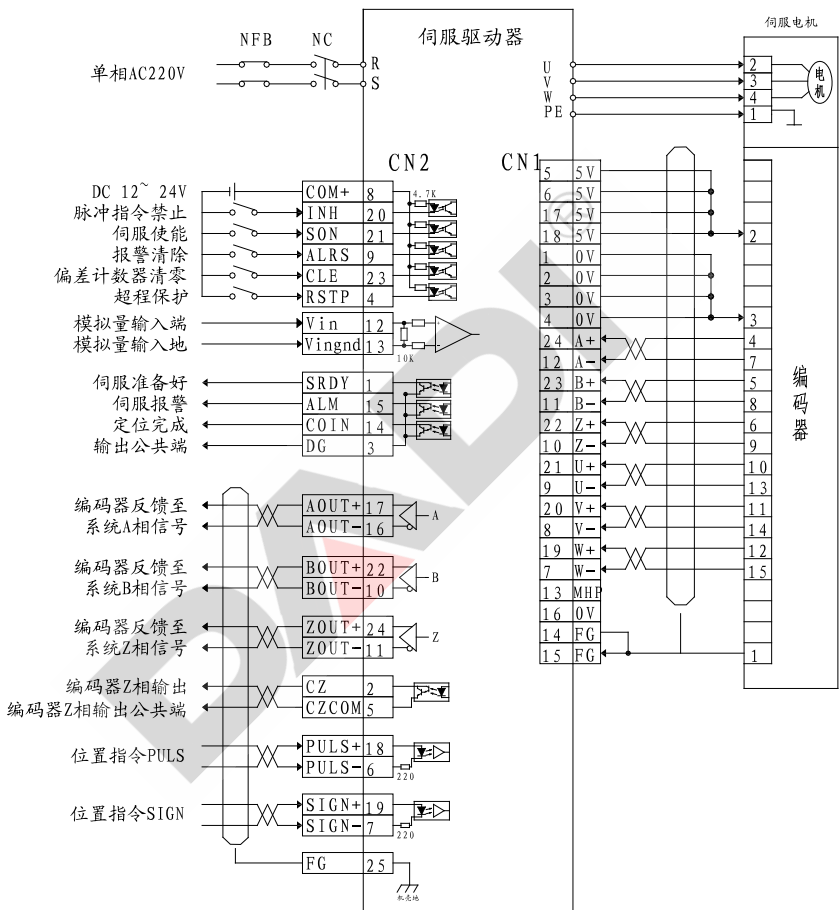 伺服电机
NFB NC 伺服驱动器
单相AC220V R
S
U 2
V 3
W 4
PE 1
电机
CN2 CN1
DC 12~ 24V COM+ 8 4.7K
脉冲指令禁止 INH 20
伺服使能 SON 21
报警清除 ALRS 9
偏差计数器清零 CLE 23
超程保护 RSTP 4
模拟量输入端 Vin 12
模拟量输入地 Vingnd 13 10K
伺服准备好 SRDY 1
伺服报警 ALM 15
定位完成 COIN 14
输出公共端 DG 3
编码器反馈至 AOUT+ 17 A
系统A相信号 AOUT- 16
编码器反馈至 BOUT+ 22 B
系统B相信号 BOUT- 10
编码器反馈至 ZOUT+ 24 Z
系统Z相信号 ZOUT- 11
编码器Z相输出 CZ 2
编码器Z相输出公共端 CZCOM 5
位置指令PULS PULS+ 18
PULS- 6 220
位置指令SIGN SIGN+ 19
SIGN- 7 220
FG 25
机壳地
5 5V
6 5V
17 5V
18 5V 2
1 0V
2 0V
3 0V
4 0V 3
24 A+ 4
12 A- 7
23 B+ 5
11 B- 8
22 Z+ 6
10 Z- 9
21 U+ 10
9 U- 13
20 V+ 11
8 V- 14
19 W+ 12
7 W- 15
13 MHP
16 0V
14 FG
15 FG 1
编码器
DADI®